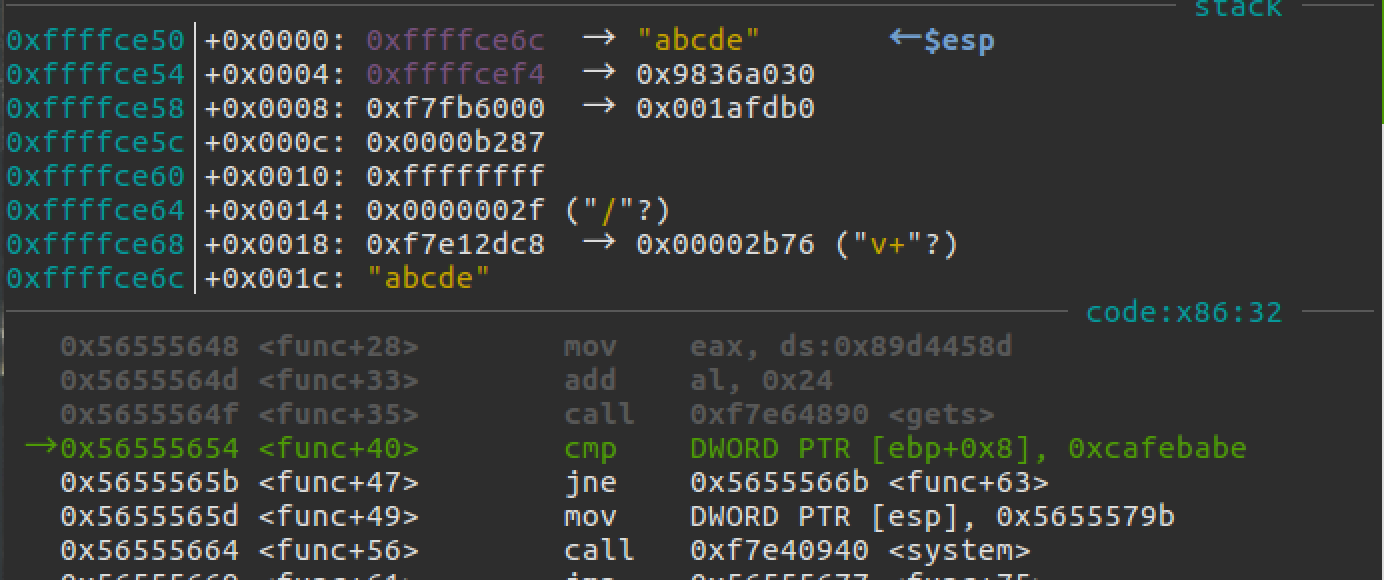 stack
0xffffce50 +0x0000: 0xffffce6c → "abcde" ←$esp
0xffffce54 +0x0004: 0xffffcef4 → 0x9836a030
0xffffce58 +0x0008: 0xf7fb6000 → 0x001afdb0
0xffffce5c +0x000c: 0x0000b287
0xffffce60 +0x0010: 0xffffffff
0xffffce64 +0x0014: 0x0000002f ("/"?)
0xffffce68 +0x0018: 0xf7e12dc8 → 0x00002b76 ("v+"?)
0xffffce6c +0x001c: "abcde"
code:x86:32
0x56555648 <func+28> mov eax, ds:0x89d4458d
0x5655564d <func+33> add al, 0x24
0x5655564f <func+35> call 0xf7e64890 <gets>
→0x56555654 <func+40> cmp DWORD PTR [ebp+0x8], 0xcafebabe
0x5655565b <func+47> jne 0x5655566b <func+63>
0x5655565d <func+49> mov DWORD PTR [esp], 0x5655579b
0x56555664 <func+56> call 0xf7e40940 <system>